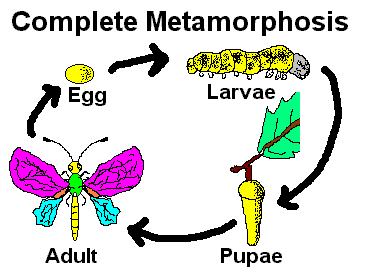 Complete Metamorphosis
Egg
Larvae
Adult
Pupae